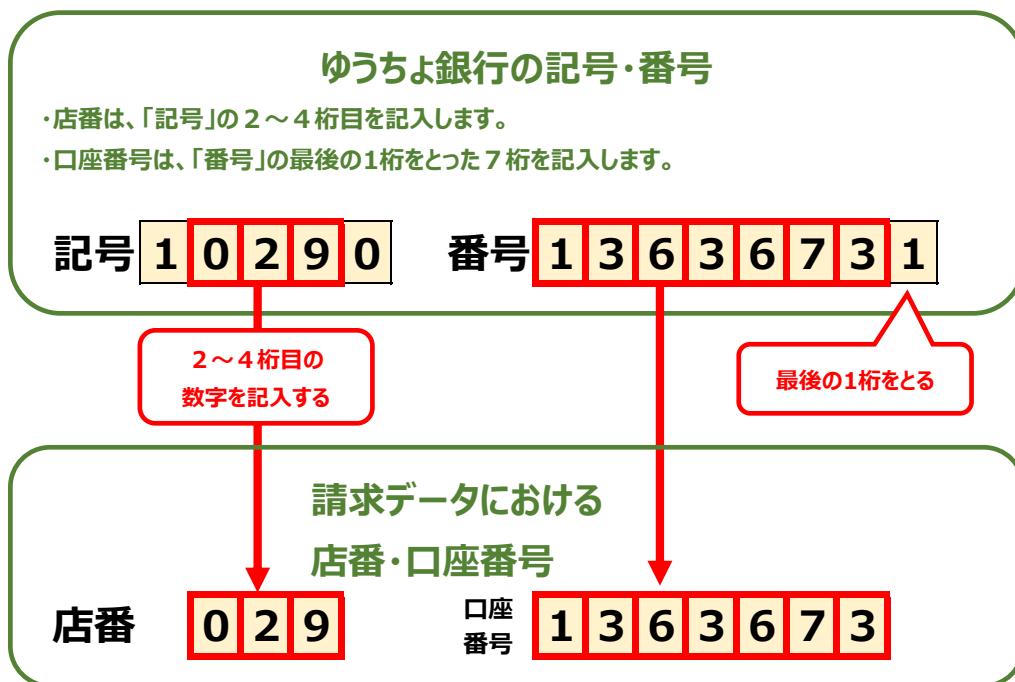 ゆうちょ銀行の記号・番号
・店番は、「記号」の２～４桁目を記入します。
・口座番号は、「番号」の最後の1桁をとった７桁を記入します。
記号 1 0 2 9 0 番号 1 3 6 3 6 7 3 1
２～４桁目の
数字を記入する
最後の1桁をとる
請求データにおける
店番・口座番号
店番 0 2 9 口座
番号 1 3 6 3 6 7 3